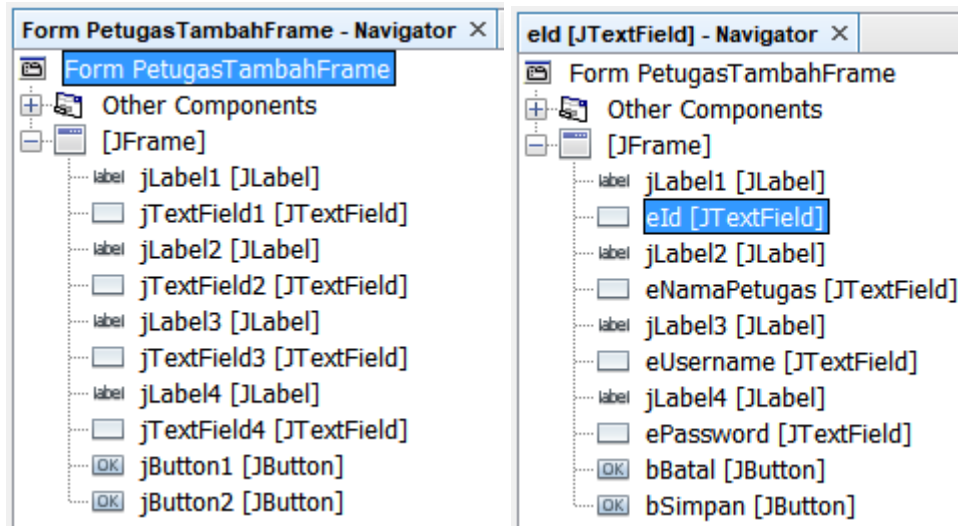 Form PetugasTambahFrame - Navigator ×
Form PetugasTambahFrame
Other Components
[JFrame]
label jLabel1 [JLabel]
jTextField1 [JTextField]
label jLabel2 [JLabel]
jTextField2 [JTextField]
label jLabel3 [JLabel]
jTextField3 [JTextField]
label jLabel4 [JLabel]
jTextField4 [JTextField]
OK jButton1 [JButton]
OK jButton2 [JButton]
eId [JTextField] - Navigator ×
Form PetugasTambahFrame
Other Components
[JFrame]
label jLabel1 [JLabel]
eId [JTextField]
label jLabel2 [JLabel]
eNamaPetugas [JTextField]
label jLabel3 [JLabel]
eUsername [JTextField]
label jLabel4 [JLabel]
ePassword [JTextField]
OK bBatal [JButton]
OK bSimpan [JButton]